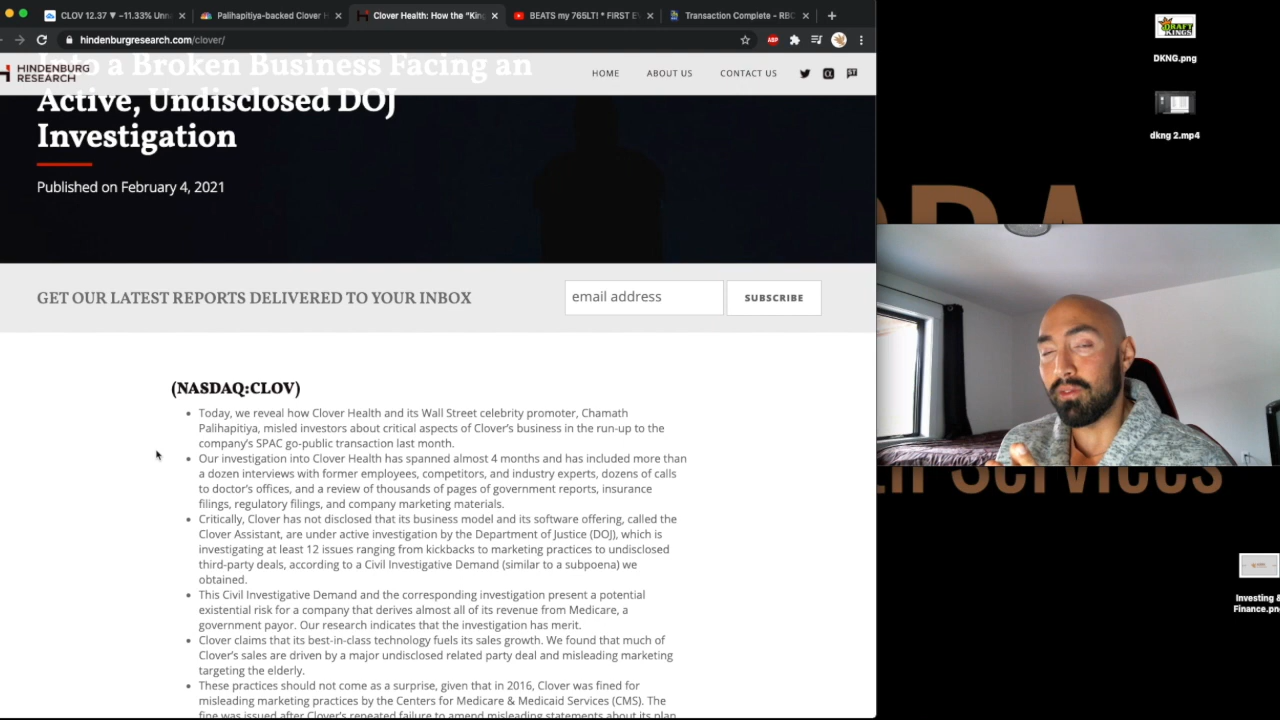 CLOV 12.37 ▼ −11.33% Unna
Palihapitiya-backed Clover H
Clover Health: How the “King
BEATS my 765LT! * FIRST E
Transaction Complete - RBC
hindenburgresearch.com/clover/
ABP
Into a Broken Business Facing an
HINDENBURG
RESEARCH
HOME
ABOUT US
CONTACT US
Active, Undisclosed DOJ
Investigation
Published on February 4, 2021
GET OUR LATEST REPORTS DELIVERED TO YOUR INBOX
email address
SUBSCRIBE
(NASDAQ:CLOV)
• Today, we reveal how Clover Health and its Wall Street celebrity promoter, Chamath
Palihapitiya, misled investors about critical aspects of Clover’s business in the run-up to the
company’s SPAC go-public transaction last month.
• Our investigation into Clover Health has spanned almost 4 months and has included more than
a dozen interviews with former employees, competitors, and industry experts, dozens of calls
to doctor’s offices, and a review of thousands of pages of government reports, insurance
filings, regulatory filings, and company marketing materials.
• Critically, Clover has not disclosed that its business model and its software offering, called the
Clover Assistant, are under active investigation by the Department of Justice (DOJ), which is
investigating at least 12 issues ranging from kickbacks to marketing practices to undisclosed
third-party deals, according to a Civil Investigative Demand (similar to a subpoena) we
obtained.
• This Civil Investigative Demand and the corresponding investigation present a potential
existential risk for a company that derives almost all of its revenue from Medicare, a
government payor. Our research indicates that the investigation has merit.
• Clover claims that its best-in-class technology fuels its sales growth. We found that much of
Clover’s sales are driven by a major undisclosed related party deal and misleading marketing
targeting the elderly.
• These practices should not come as a surprise, given that in 2016, Clover was fined for
misleading marketing practices by the Centers for Medicare & Medicaid Services (CMS). The
fine was issued after Clover’s repeated failure to amend misleading statements about its plan
DRAFT
KINGS
DKNG.png
dkng 2.mp4
Services
Investing &
Finance.pn